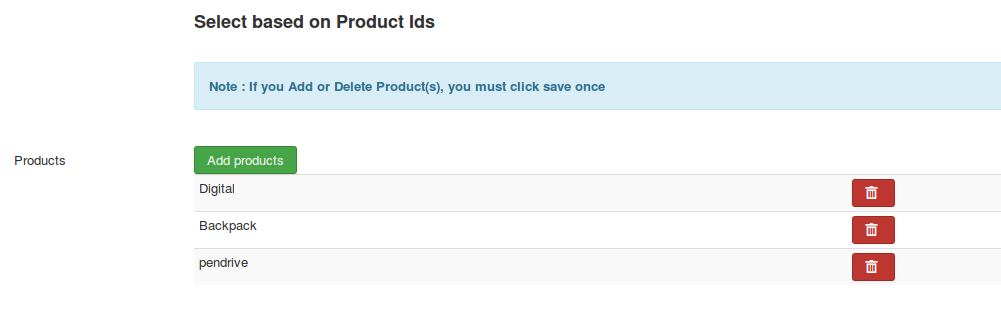 Select based on Product Ids
Note : If you Add or Delete Product(s), you must click save once
Products
Add products
Digital
Backpack
pendrive